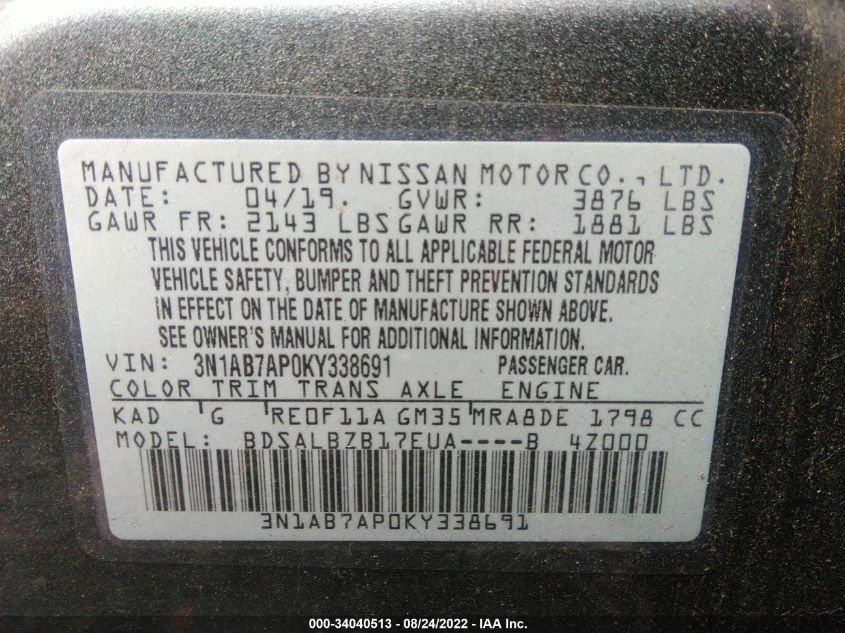 MANUFACTURED BY NISSAN MOTOR CO., LTD.
DATE: 04/19. GVWR: 3876 LBS
GAWR FR: 2143 LBS GAWR RR: 1881 LBS
THIS VEHICLE CONFORMS TO ALL APPLICABLE FEDERAL MOTOR
VEHICLE SAFETY, BUMPER AND THEFT PREVENTION STANDARDS
IN EFFECT ON THE DATE OF MANUFACTURE SHOWN ABOVE.
SEE OWNER'S MANUAL FOR ADDITIONAL INFORMATION.
VIN: 3N1AB7AP0KY338691 PASSENGER CAR.
COLOR TRIM TRANS AXLE ENGINE
KAD G RE0F11A GM35 MRA8DE 1798 CC
MODEL: BDSALBZB17EUA----B 4Z000
3N1AB7AP0KY338691
000-34040513 - 08/24/2022 - IAA Inc.